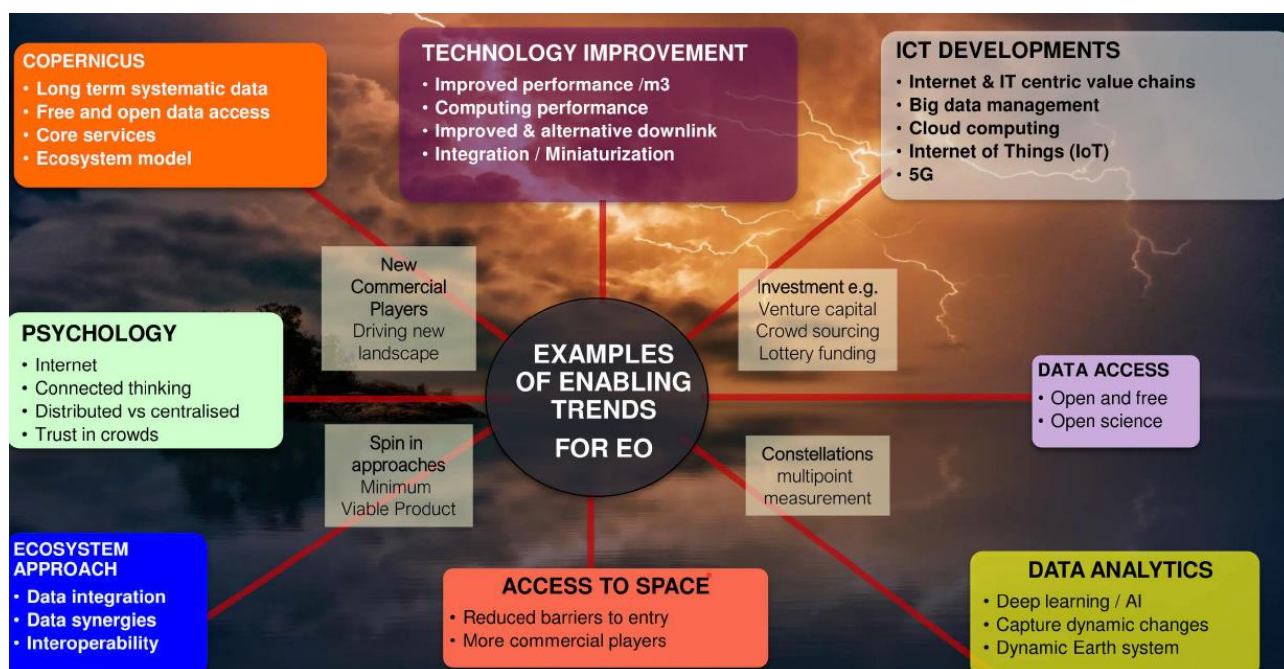 COPERNICUS
• Long term systematic data
• Free and open data access
• Core services
• Ecosystem model
TECHNOLOGY IMPROVEMENT
• Improved performance /m3
• Computing performance
• Improved & alternative downlink
• Integration / Miniaturization
ICT DEVELOPMENTS
• Internet & IT centric value chains
• Big data management
• Cloud computing
• Internet of Things (IoT)
• 5G
New
Commercial
Players
Driving new
landscape
Investment e.g.
Venture capital
Crowd sourcing
Lottery funding
PSYCHOLOGY
• Internet
• Connected thinking
• Distributed vs centralised
• Trust in crowds
EXAMPLES
OF ENABLING
TRENDS
FOR EO
DATA ACCESS
• Open and free
• Open science
Spin in
approaches
Minimum
Viable Product
Constellations
multipoint
measurement
ECOSYSTEM
APPROACH
• Data integration
• Data synergies
• Interoperability
ACCESS TO SPACE
• Reduced barriers to entry
• More commercial players
DATA ANALYTICS
• Deep learning / AI
• Capture dynamic changes
• Dynamic Earth system